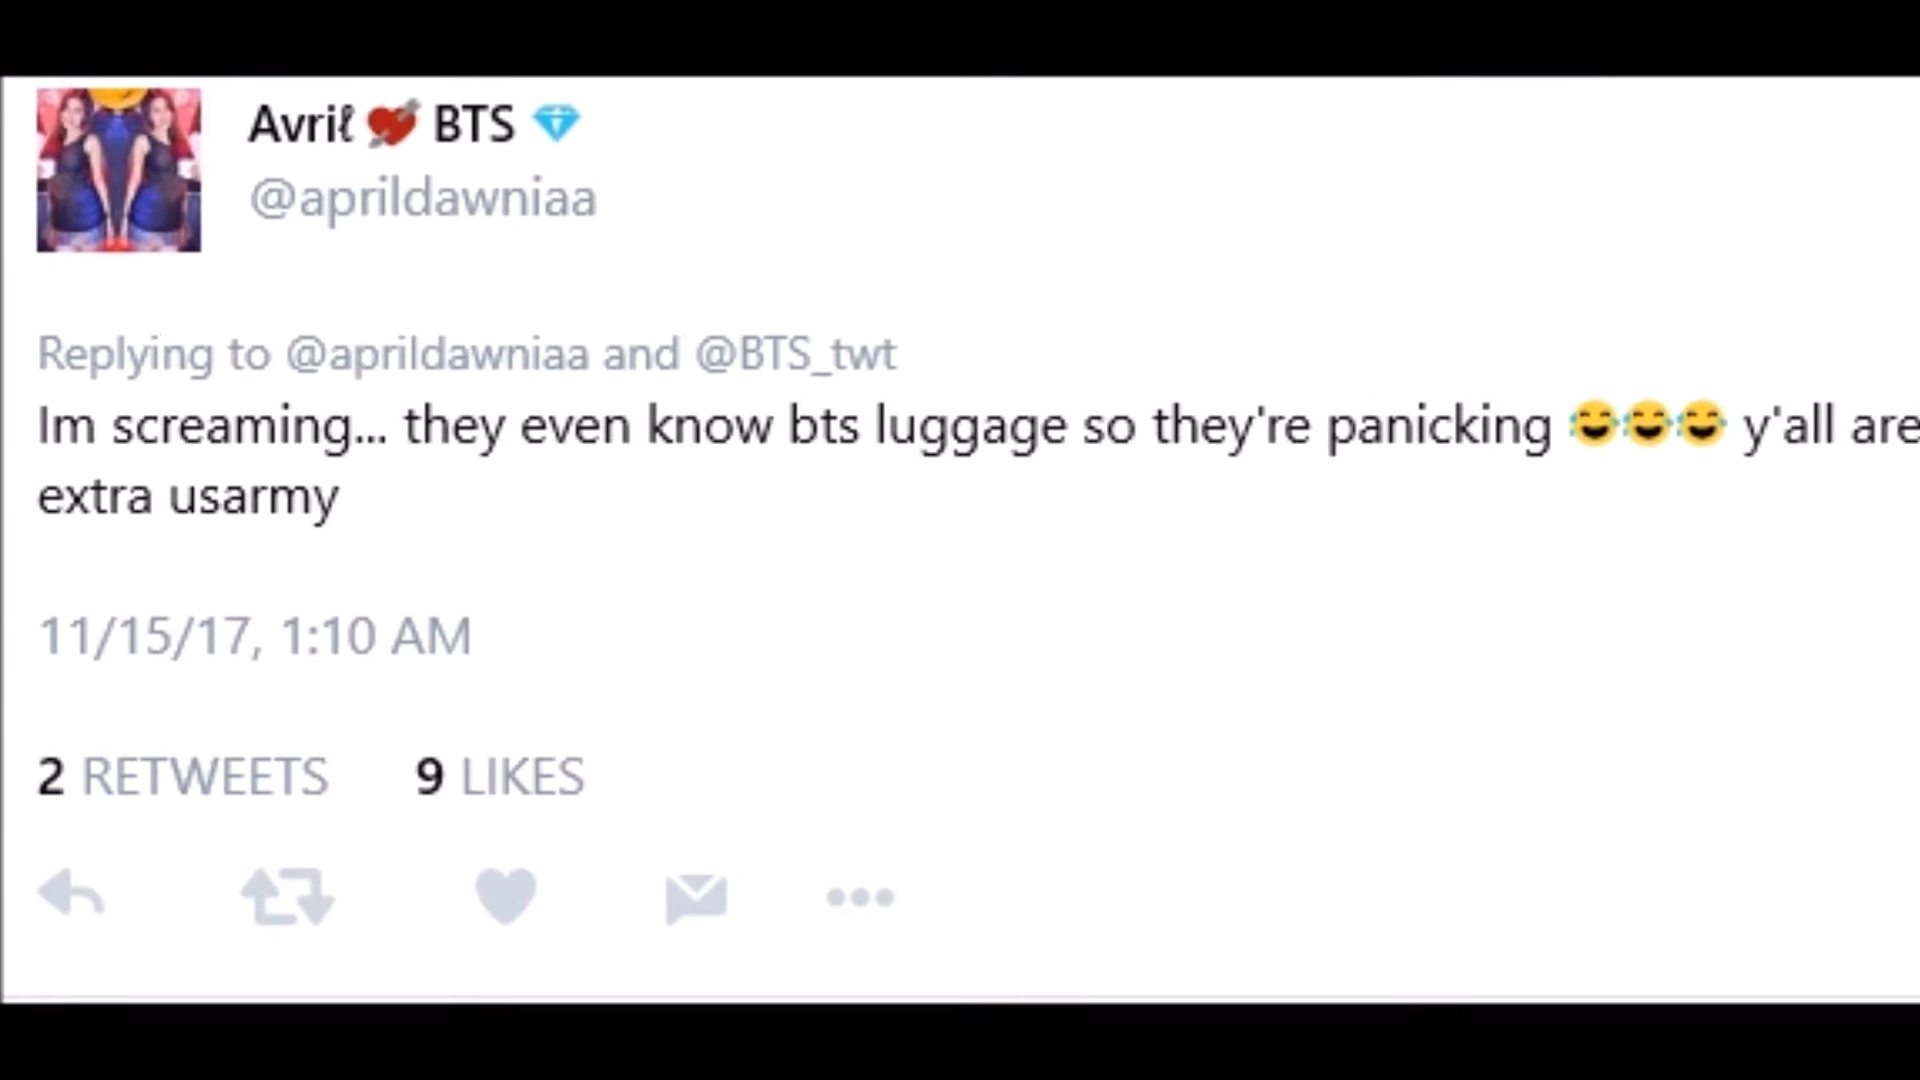 Avriℓ 💘 BTS 💎
@aprildawniaa
Replying to @aprildawniaa and @BTS_twt
Im screaming... they even know bts luggage so they're panicking 😂😂😂 y'all are
extra usarmy
11/15/17, 1:10 AM
2 RETWEETS 9 LIKES